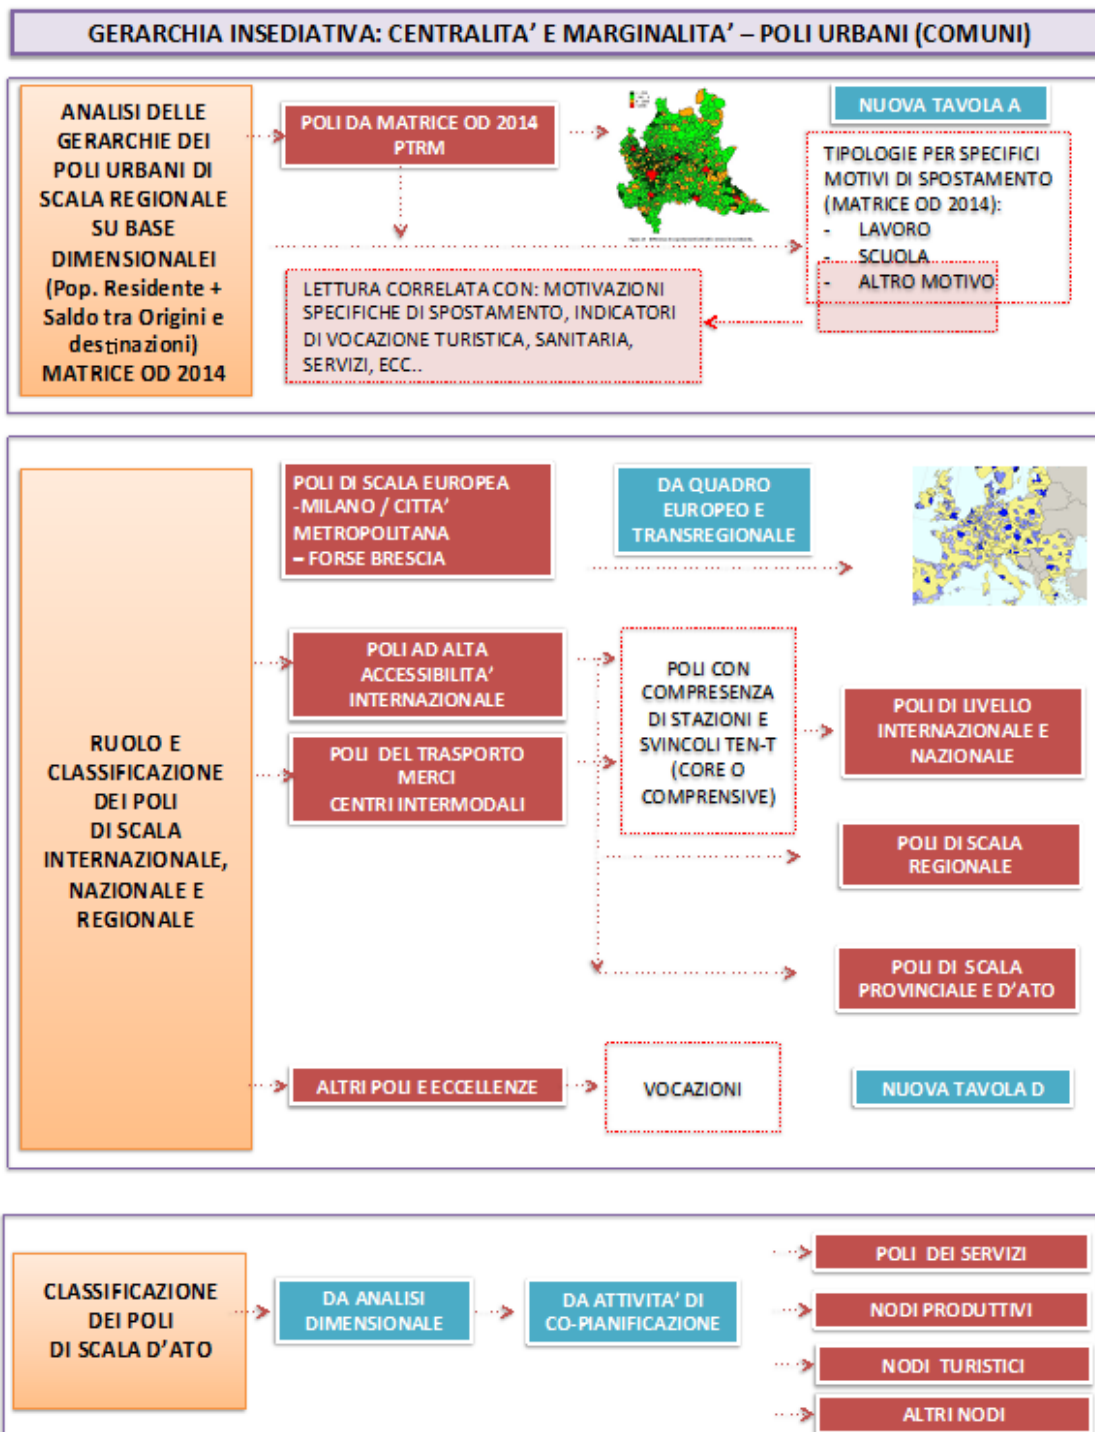 GERARCHIA INSEDIATIVA: CENTRALITA’ E MARGINALITA’ – POLI URBANI (COMUNI)
ANALISI DELLE
GERARCHIE DEI
POLI URBANI DI
SCALA REGIONALE
SU BASE
DIMENSIONALEI
(Pop. Residente +
Saldo tra Origini e
destinazioni)
MATRICE OD 2014
POLI DA MATRICE OD 2014
PTRM
NUOVA TAVOLA A
TIPOLOGIE PER SPECIFICI
MOTIVI DI SPOSTAMENTO
(MATRICE OD 2014):
- LAVORO
- SCUOLA
- ALTRO MOTIVO
LETTURA CORRELATA CON: MOTIVAZIONI
SPECIFICHE DI SPOSTAMENTO, INDICATORI
DI VOCAZIONE TURISTICA, SANITARIA,
SERVIZI, ECC..
RUOLO E
CLASSIFICAZIONE
DEI POLI
DI SCALA
INTERNAZIONALE,
NAZIONALE E
REGIONALE
POLI DI SCALA EUROPEA
-MILANO / CITTA’
METROPOLITANA
– FORSE BRESCIA
DA QUADRO
EUROPEO E
TRANSREGIONALE
POLI AD ALTA
ACCESSIBILITA’
INTERNAZIONALE
POLI DEL TRASPORTO
MERCI
CENTRI INTERMODALI
POLI CON
COMPRESENZA
DI STAZIONI E
SVINCOLI TEN-T
(CORE O
COMPRENSIVE)
POLI DI LIVELLO
INTERNAZIONALE E
NAZIONALE
POLI DI SCALA
REGIONALE
POLI DI SCALA
PROVINCIALE E D’ATO
ALTRI POLI E ECCELLENZE
VOCAZIONI
NUOVA TAVOLA D
CLASSIFICAZIONE
DEI POLI
DI SCALA D’ATO
DA ANALISI
DIMENSIONALE
DA ATTIVITA’ DI
CO-PIANIFICAZIONE
POLI DEI SERVIZI
NODI PRODUTTIVI
NODI TURISTICI
ALTRI NODI